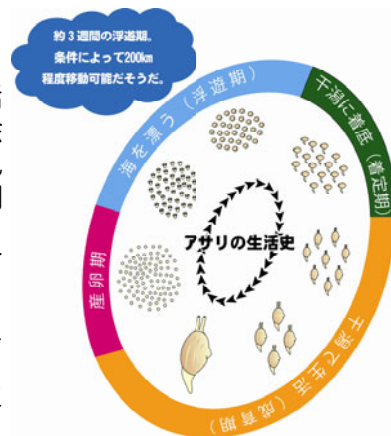 約3週間の浮遊期。
条件によって200km
程度移動可能だそうだ。
海を漂う(浮遊期)
干潟に着底(着定期)
アサリの生活史
産卵期
干潟で生活(成育期)